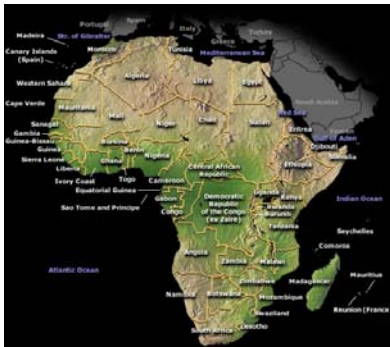 Portugal
Spain
Italy
Greece
Turkey
Madeira
Str. of Gibraltar
Mediterranean Sea
Morocco
Tunisia
Canary Islands
(Spain)
Algeria
Libya
Egypt
Western Sahara
Saudi Arabia
Red Sea
Cape Verde
Mauritania
Mali
Niger
Chad
Sudan
Eritrea
Yemen
Gulf of Aden
Djibouti
Somalia
Senegal
Gambia
Guinea-Bissau
Guinea
Sierra Leone
Liberia
Burkina
Benin
Ghana
Nigeria
Ethiopia
Ivory Coast
Togo
Cameroon
Central African
Republic
Equatorial Guinea
Sao Tome and Principe
Gabon
Congo
Democratic
Republic
of the Congo
(ex Zaire)
Uganda
Kenya
Rwanda
Burundi
Tanzania
Indian Ocean
Seychelles
Comoros
Atlantic Ocean
Angola
Zambia
Malawi
Mauritius
Madagascar
Zimbabwe
Mozambique
Reunion (France
Namibia
Botswana
Swaziland
Lesotho
South Africa